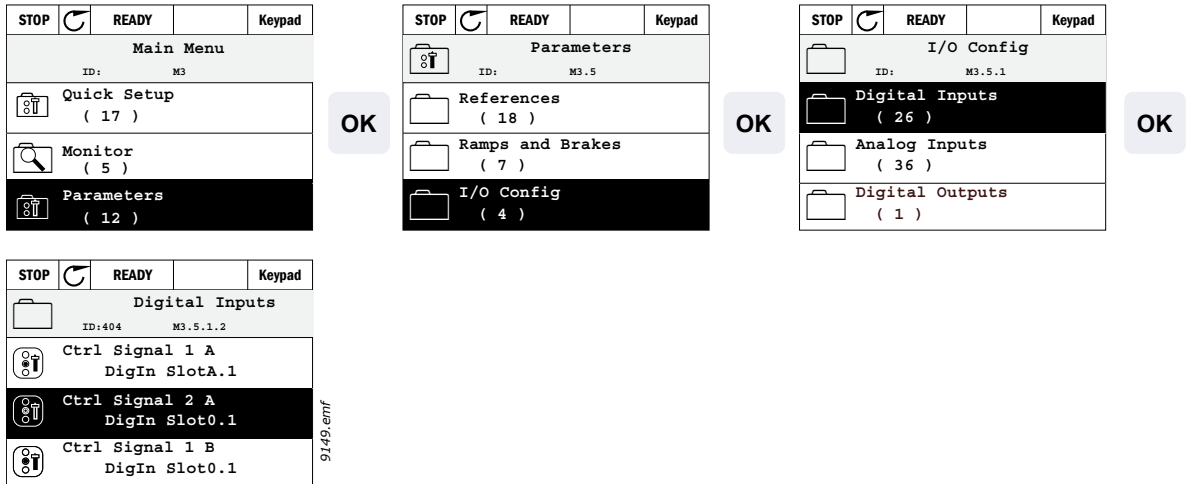 STOP READY Keypad
Main Menu
ID: M3
Quick Setup
( 17 )
Monitor
( 5 )
Parameters
( 12 )
OK
STOP READY Keypad
Parameters
ID: M3.5
References
( 18 )
Ramps and Brakes
( 7 )
I/O Config
( 4 )
OK
STOP READY Keypad
I/O Config
ID: M3.5.1
Digital Inputs
( 26 )
Analog Inputs
( 36 )
Digital Outputs
( 1 )
OK
STOP READY Keypad
Digital Inputs
ID:404 M3.5.1.2
Ctrl Signal 1 A
DigIn SlotA.1
Ctrl Signal 2 A
DigIn Slot0.1
Ctrl Signal 1 B
DigIn Slot0.1
9149.emf